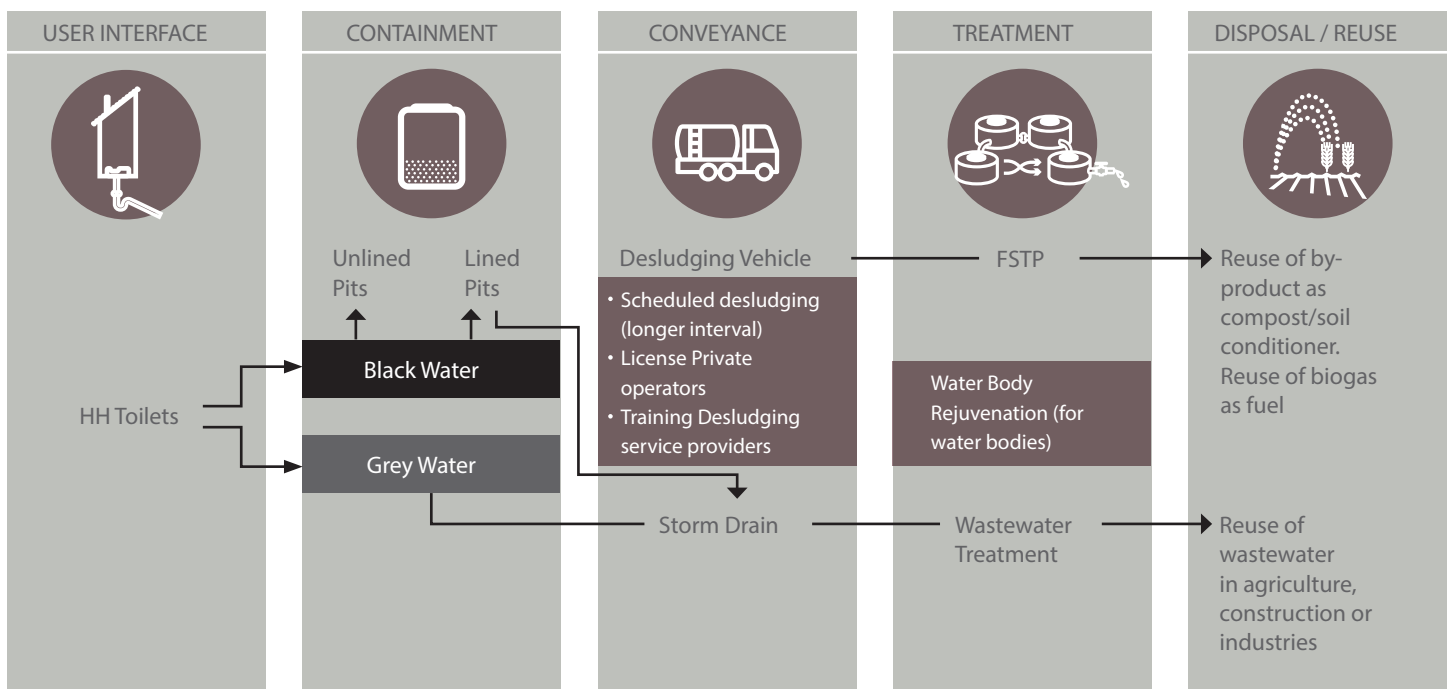 USER INTERFACE
CONTAINMENT
CONVEYANCE
TREATMENT
DISPOSAL / REUSE
HH Toilets
Unlined
Pits
Lined
Pits
Black Water
Grey Water
Desludging Vehicle
• Scheduled desludging
(longer interval)
• License Private
operators
• Training Desludging
service providers
Storm Drain
FSTP
Water Body
Rejuvenation (for
water bodies)
Wastewater
Treatment
Reuse of by-
product as
compost/soil
conditioner.
Reuse of biogas
as fuel
Reuse of
wastewater
in agriculture,
construction or
industries